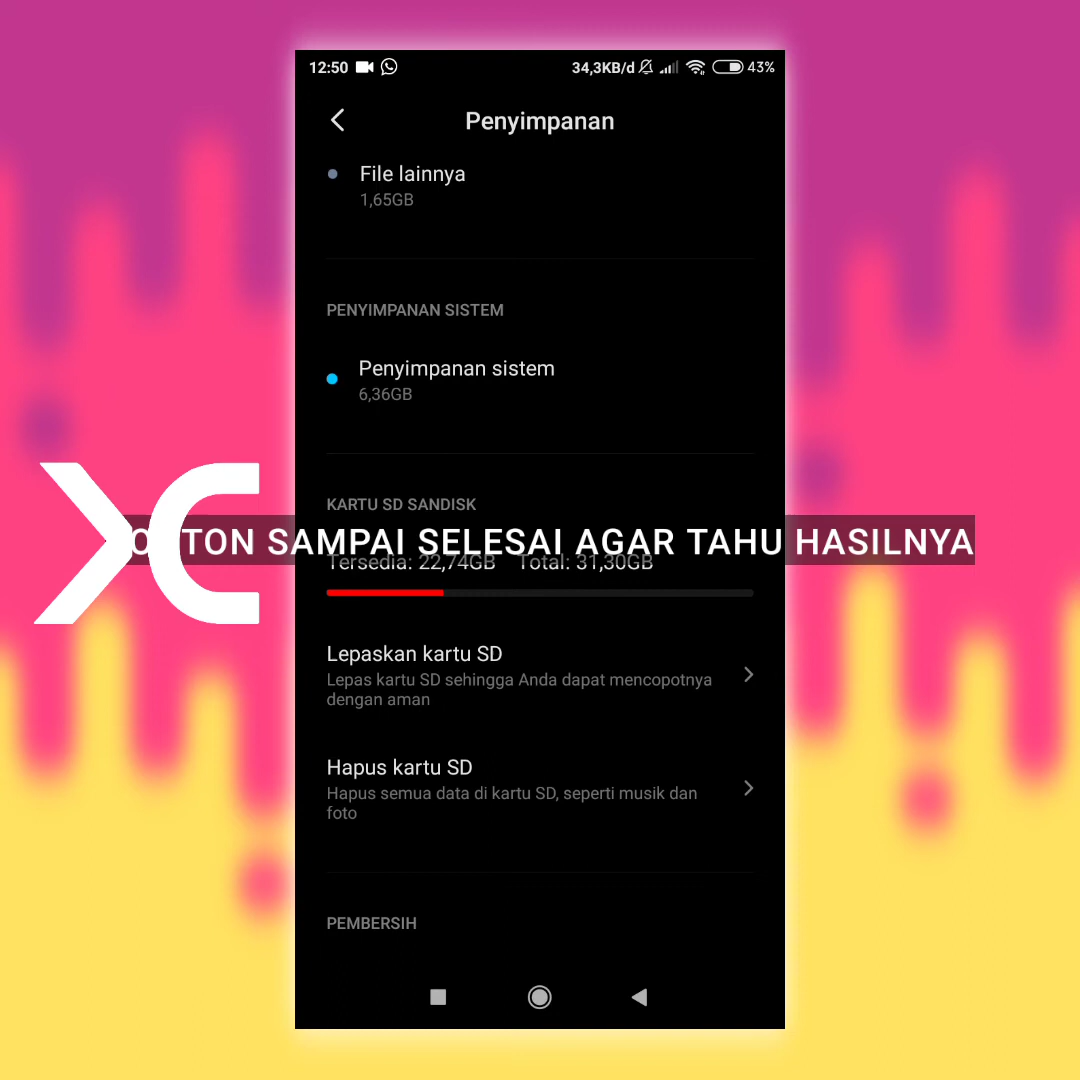 12:50 34,3KB/d 43%
Penyimpanan
File lainnya
1,65GB
PENYIMPANAN SISTEM
Penyimpanan sistem
6,36GB
KARTU SD SANDISK
TON SAMPAI SELESAI AGAR TAHU HASILNYA
Tersedia: 22,74GB Total: 31,30GB
Lepaskan kartu SD
Lepas kartu SD sehingga Anda dapat mencopotnya
dengan aman
Hapus kartu SD
Hapus semua data di kartu SD, seperti musik dan
foto
PEMBERSIH